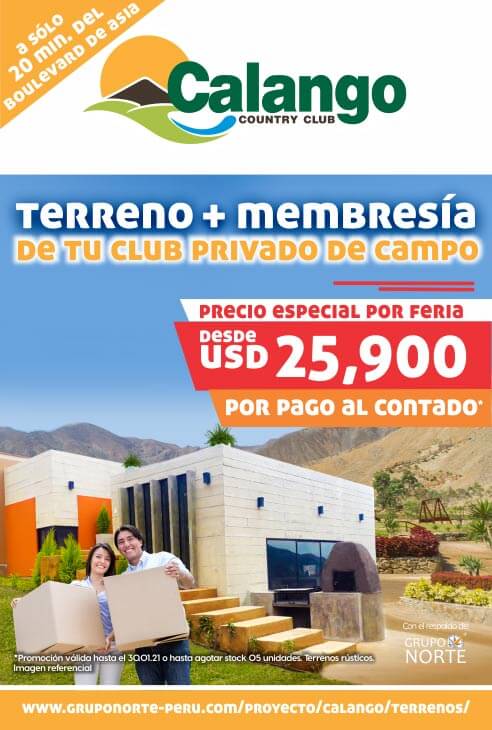 A SÓLO
20 MIN. DEL
BOULEVARD DE ASIA
Calango
COUNTRY CLUB
TERRENO + MEMBRESÍA
DE TU CLUB PRIVADO DE CAMPO
PRECIO ESPECIAL POR FERIA
DESDE
USD 25,900
POR PAGO AL CONTADO*
Con el respaldo de:
GRUPO
NORTE
*Promoción válida hasta el 30.01.21 o hasta agotar stock 05 unidades. Terrenos rústicos.
Imagen referencial
www.GRUPONORTE-PERU.COM/PROYECTO/CALANGO/TERRENOS/